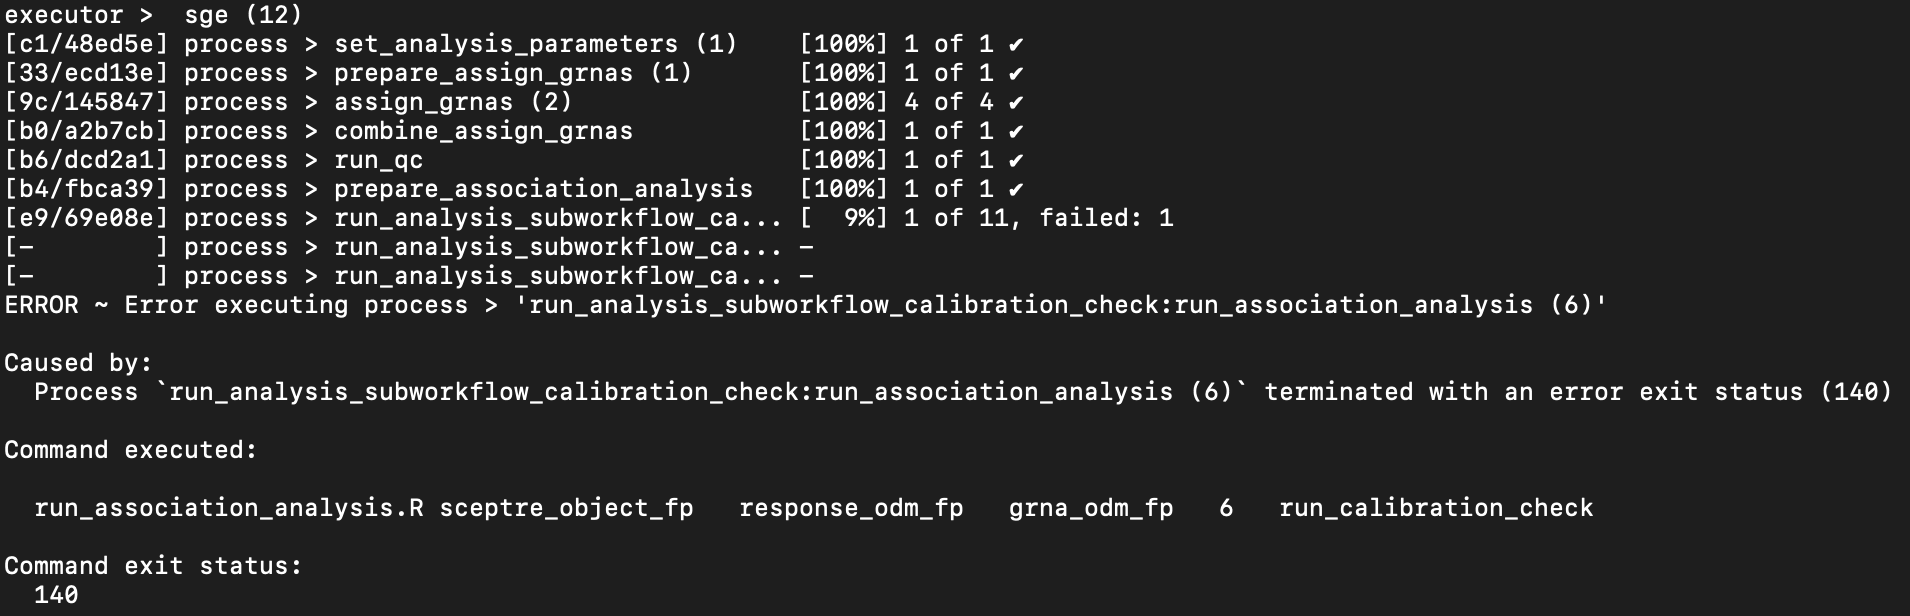 executor >  sge (12)
[c1/48ed5e] process > set_analysis_parameters (1)    [100%] 1 of 1 ✔
[33/ecd13e] process > prepare_assign_grnas (1)       [100%] 1 of 1 ✔
[9c/145847] process > assign_grnas (2)               [100%] 4 of 4 ✔
[b0/a2b7cb] process > combine_assign_grnas           [100%] 1 of 1 ✔
[b6/dcd2a1] process > run_qc                         [100%] 1 of 1 ✔
[b4/fbca39] process > prepare_association_analysis   [100%] 1 of 1 ✔
[e9/69e08e] process > run_analysis_subworkflow_ca... [  9%] 1 of 11, failed: 1
[-        ] process > run_analysis_subworkflow_ca... -
[-        ] process > run_analysis_subworkflow_ca... -
ERROR ~ Error executing process > 'run_analysis_subworkflow_calibration_check:run_association_analysis (6)'

Caused by:
  Process `run_analysis_subworkflow_calibration_check:run_association_analysis (6)` terminated with an error exit status (140)

Command executed:

  run_association_analysis.R sceptre_object_fp   response_odm_fp   grna_odm_fp   6   run_calibration_check

Command exit status:
  140